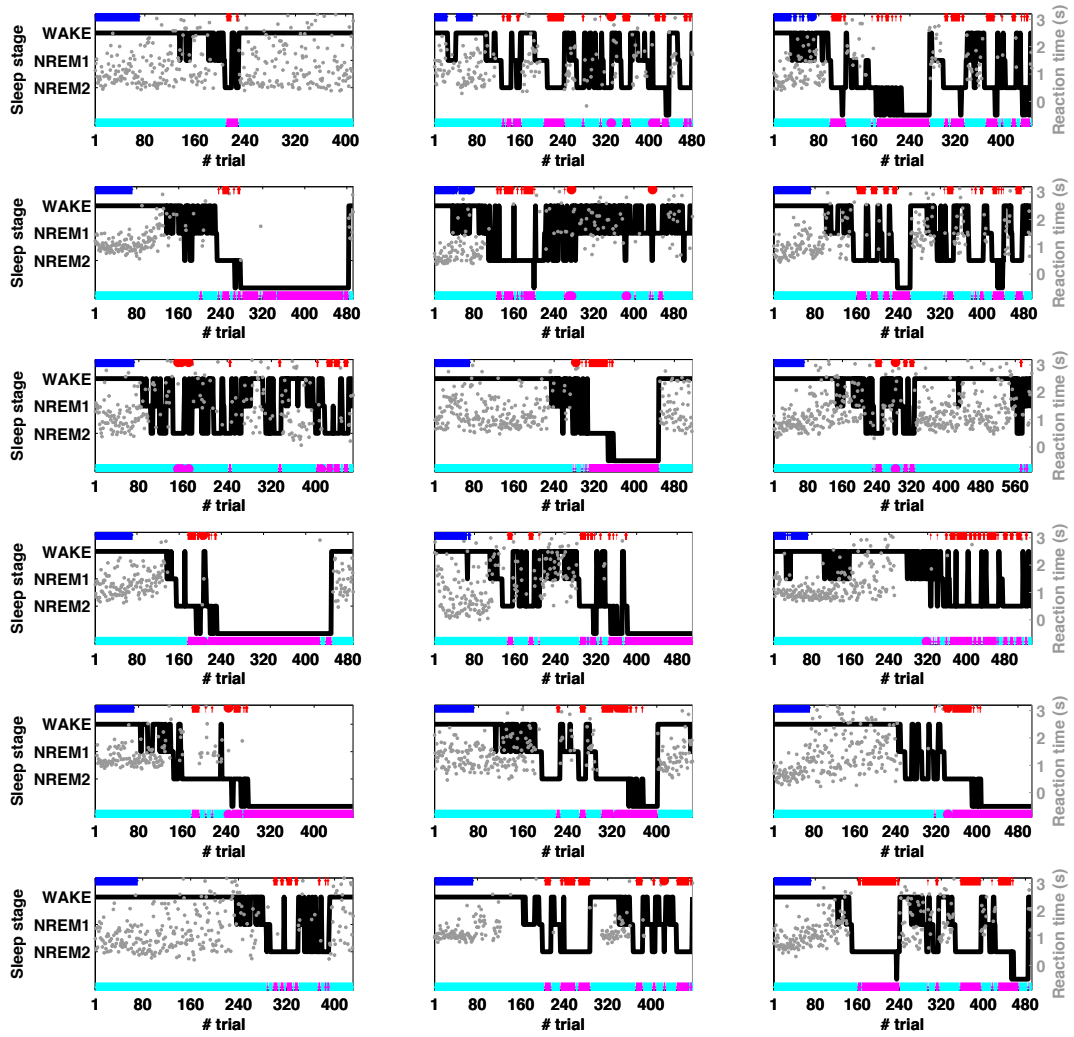 WAKE
NREM1
NREM2
Sleep stage
1 80 160 240 320 400
# trial
1 80 160 240 320 400 480
# trial
3
2
1
0
Reaction time (s)
1 80 160 240 320 400
# trial
WAKE
NREM1
NREM2
Sleep stage
1 80 160 240 320 400 480
# trial
1 80 160 240 320 400 480
# trial
3
2
1
0
Reaction time (s)
1 80 160 240 320 400 480
# trial
WAKE
NREM1
NREM2
Sleep stage
1 80 160 240 320 400
# trial
1 80 160 240 320 400 480
# trial
3
2
1
0
Reaction time (s)
1 80 160 240 320 400 480 560
# trial
WAKE
NREM1
NREM2
Sleep stage
1 80 160 240 320 400 480
# trial
1 80 160 240 320 400 480
# trial
3
2
1
0
Reaction time (s)
1 80 160 240 320 400 480
# trial
WAKE
NREM1
NREM2
Sleep stage
1 80 160 240 320 400
# trial
1 80 160 240 320 400
# trial
3
2
1
0
Reaction time (s)
1 80 160 240 320 400 480
# trial
WAKE
NREM1
NREM2
Sleep stage
1 80 160 240 320 400
# trial
1 80 160 240 320 400
# trial
3
2
1
0
Reaction time (s)
1 80 160 240 320 400 480
# trial